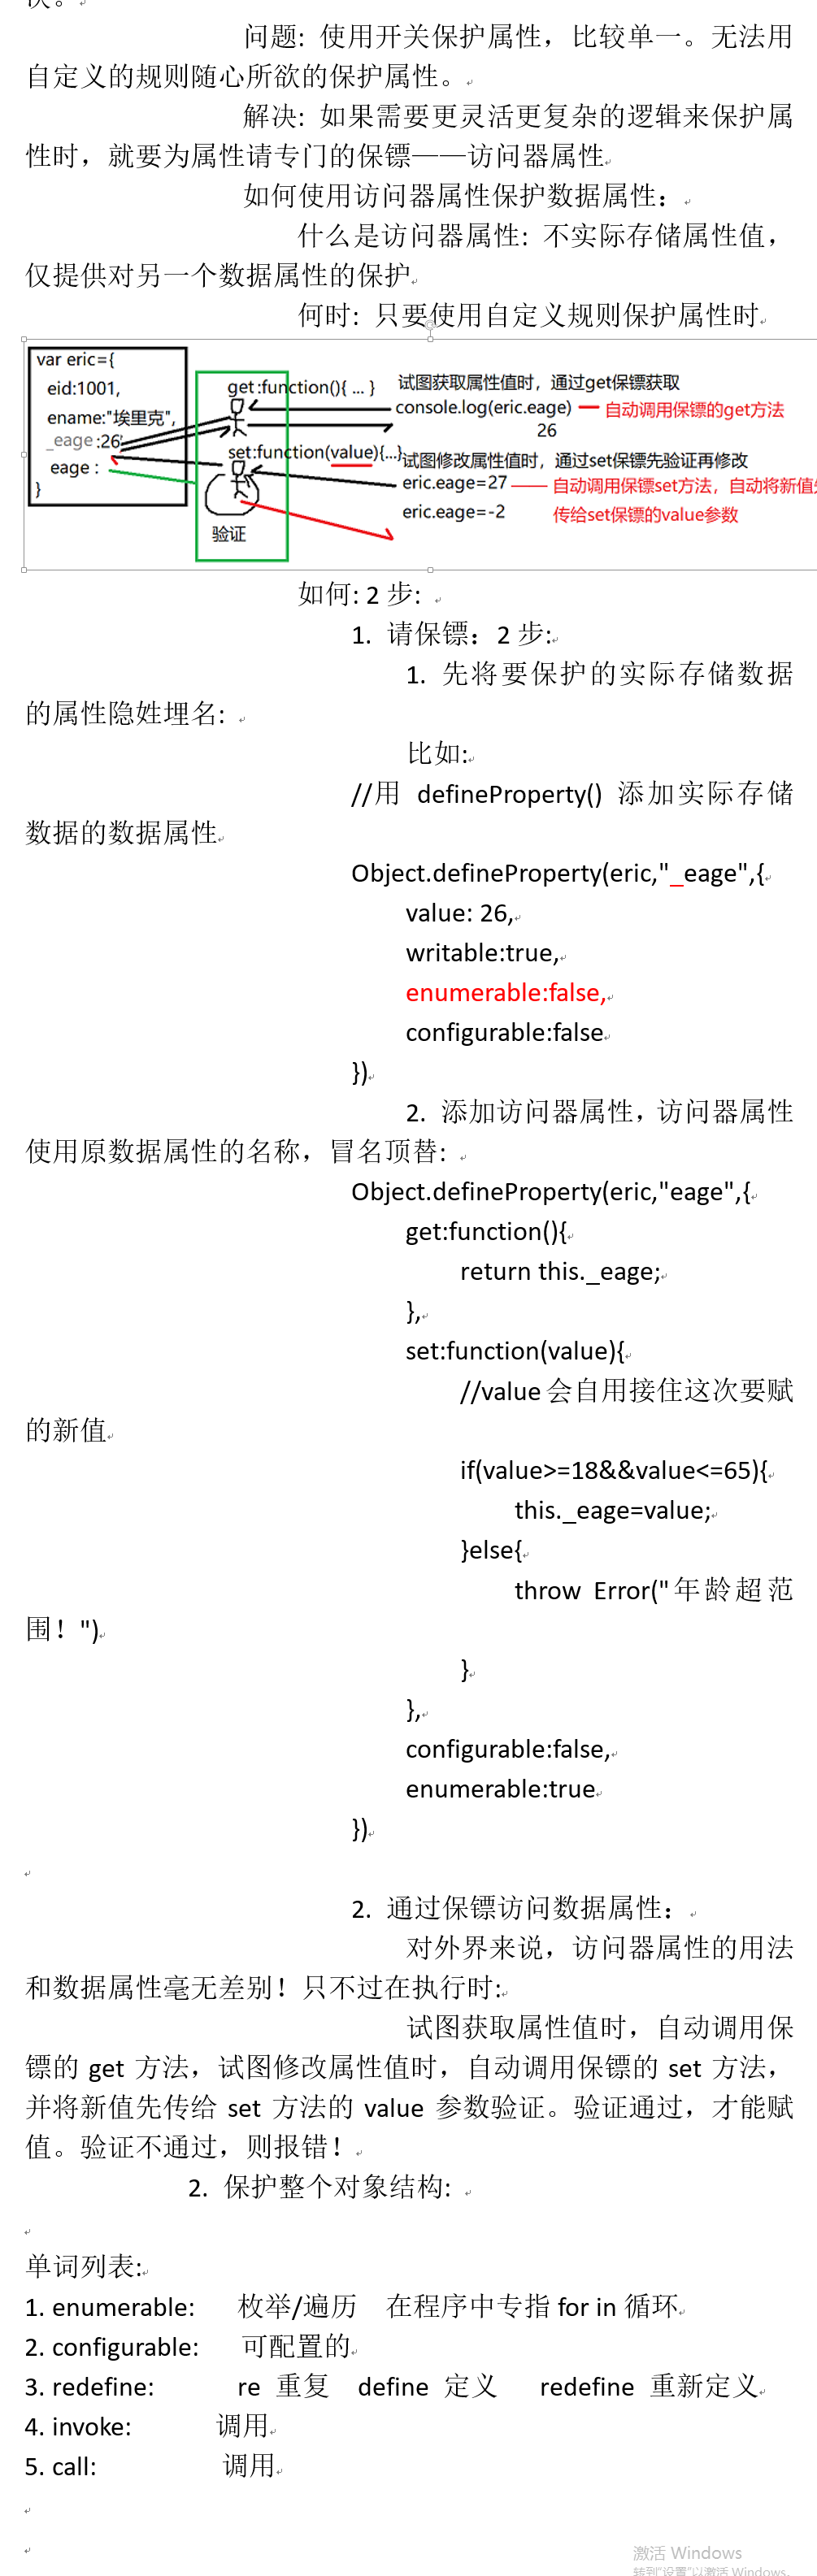 问题: 使用开关保护属性，比较单一。无法用
自定义的规则随心所欲的保护属性。
解决: 如果需要更灵活更复杂的逻辑来保护属
性时，就要为属性请专门的保镖——访问器属性
如何使用访问器属性保护数据属性：
什么是访问器属性: 不实际存储属性值，
仅提供对另一个数据属性的保护
何时: 只要使用自定义规则保护属性时
var eric={
eid:1001,
ename:"埃里克",
_eage :26,
eage :
}
get :function(){ ... }
set:function(value){...}
验证
试图获取属性值时，通过get保镖获取
console.log(eric.eage) 自动调用保镖的get方法
26
试图修改属性值时，通过set保镖先验证再修改
eric.eage=27 —— 自动调用保镖set方法，自动将新值
eric.eage=-2 传给set保镖的value参数
如何: 2 步:
1. 请保镖：2 步:
1. 先将要保护的实际存储数据
的属性隐姓埋名:
比如:
//用 defineProperty() 添加实际存储
数据的数据属性
Object.defineProperty(eric,"_eage",{
value: 26,
writable:true,
enumerable:false,
configurable:false
})
2. 添加访问器属性，访问器属性
使用原数据属性的名称，冒名顶替:
Object.defineProperty(eric,"eage",{
get:function(){
return this._eage;
},
set:function(value){
//value 会自用接住这次要赋
的新值
if(value>=18&&value<=65){
this._eage=value;
}else{
throw Error("年龄超范
围！")
}
},
configurable:false,
enumerable:true
})
2. 通过保镖访问数据属性：
对外界来说，访问器属性的用法
和数据属性毫无差别！只不过在执行时:
试图获取属性值时，自动调用保
镖的 get 方法，试图修改属性值时，自动调用保镖的 set 方法，
并将新值先传给 set 方法的 value 参数验证。验证通过，才能赋
值。验证不通过，则报错！
2. 保护整个对象结构:
单词列表:
1. enumerable: 枚举/遍历 在程序中专指 for in 循环
2. configurable: 可配置的
3. redefine: re 重复 define 定义 redefine 重新定义
4. invoke: 调用
5. call: 调用
激活 Windows
转到"设置"以激活 Windows。